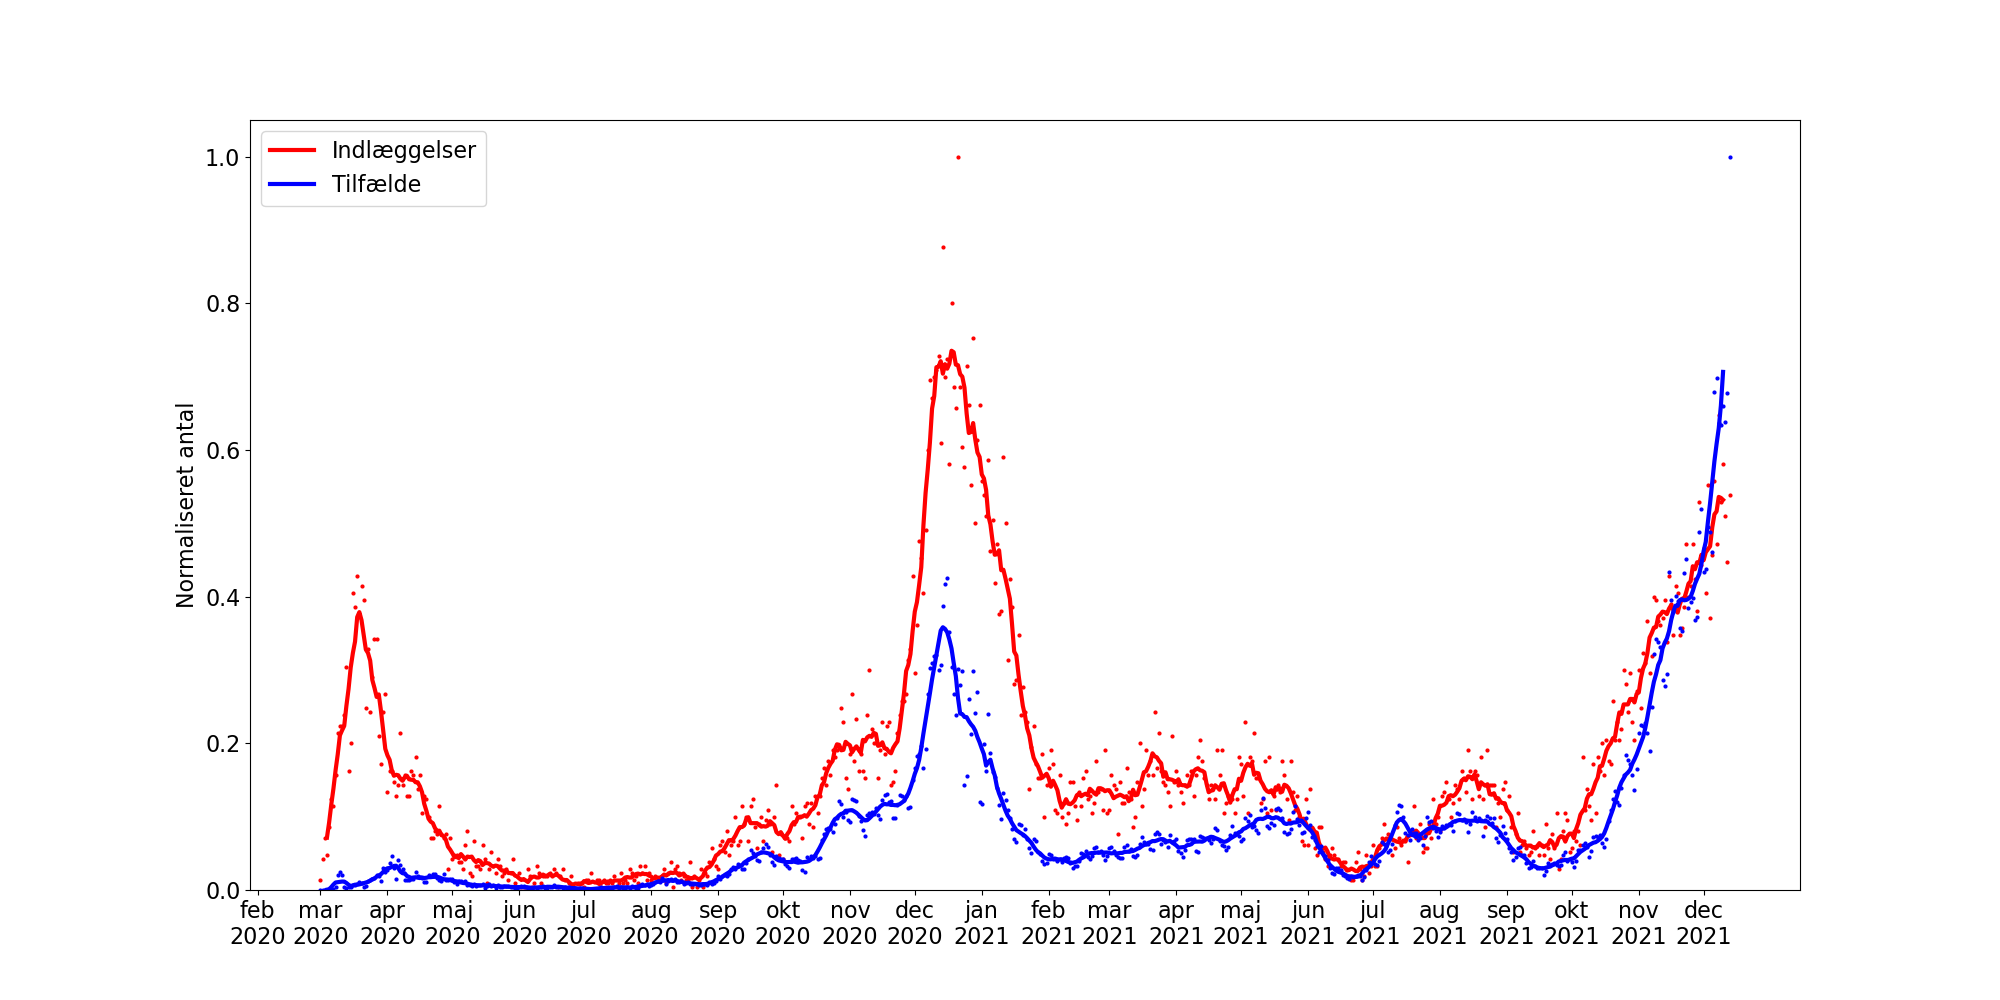 Indlæggelser
Tilfælde
Normaliseret antal
1.0
0.8
0.6
0.4
0.2
0.0
feb mar apr maj jun jul aug sep okt nov dec jan feb mar apr maj jun jul aug sep okt nov dec
2020 2020 2020 2020 2020 2020 2020 2020 2020 2020 2020 2021 2021 2021 2021 2021 2021 2021 2021 2021 2021 2021 2021